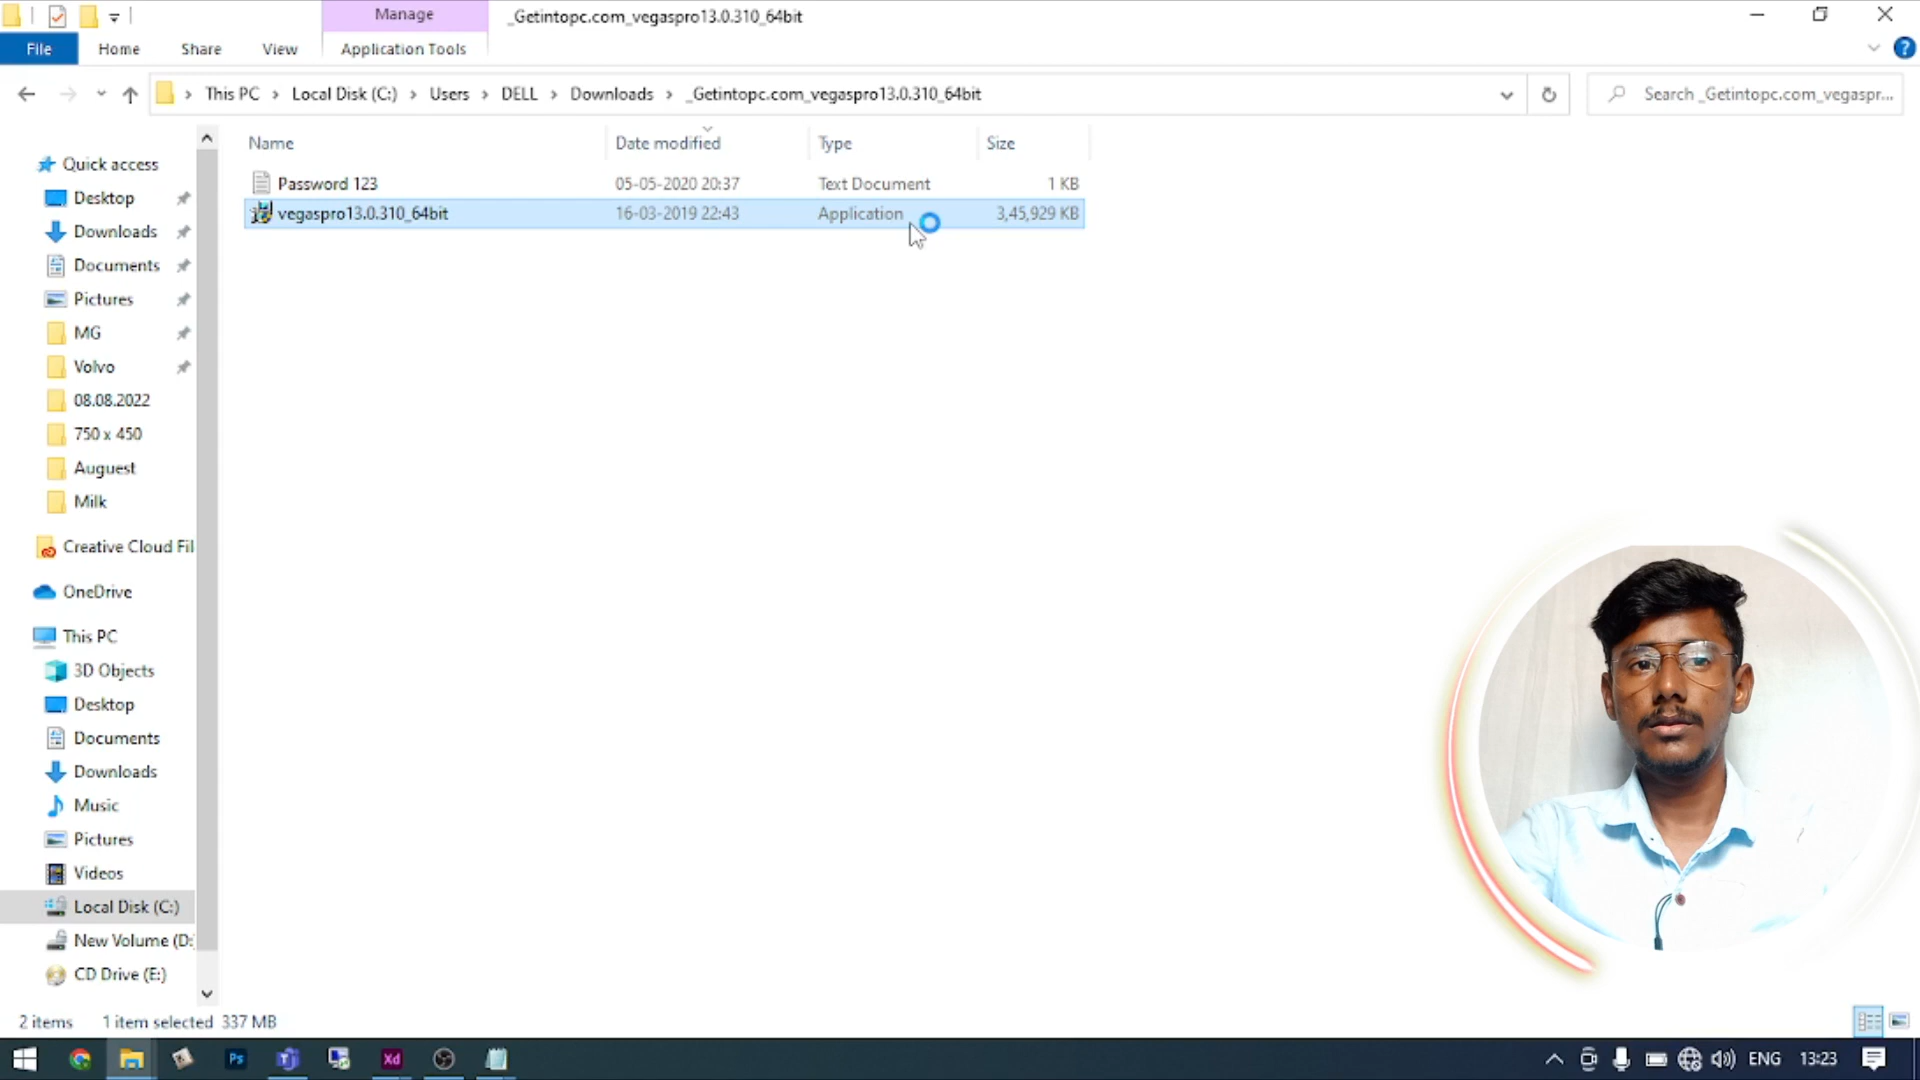 Manage
_Getintopc.com_vegaspro13.0.310_64bit
File
Home
Share
View
Application Tools
This PC
Local Disk (C:)
Users
DELL
Downloads
_Getintopc.com_vegaspro13.0.310_64bit
Search _Getintopc.com_vegaspr...
Name
Date modified
Type
Size
Password 123
05-05-2020 20:37
Text Document
1 KB
vegaspro13.0.310_64bit
16-03-2019 22:43
Application
3,45,929 KB
Quick access
Desktop
Downloads
Documents
Pictures
MG
Volvo
08.08.2022
750 x 450
Auguest
Milk
Creative Cloud Fil
OneDrive
This PC
3D Objects
Desktop
Documents
Downloads
Music
Pictures
Videos
Local Disk (C:)
New Volume (D:
CD Drive (E:)
2 items
1 item selected
337 MB
Ps
Xd
ENG
13:23